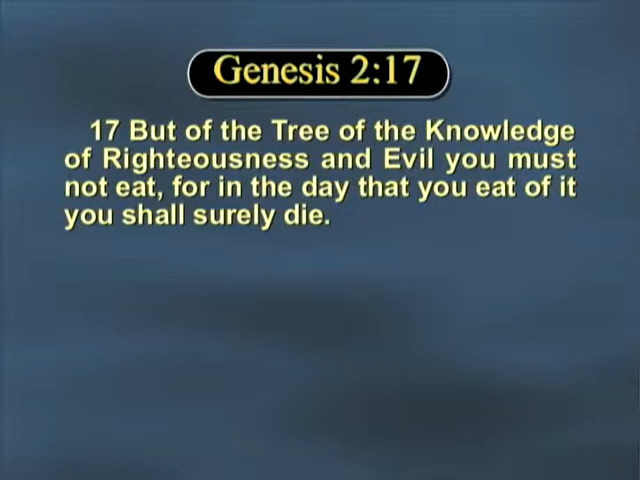 Genesis 2:17
17 But of the Tree of the Knowledge
of Righteousness and Evil you must
not eat, for in the day that you eat of it
you shall surely die.